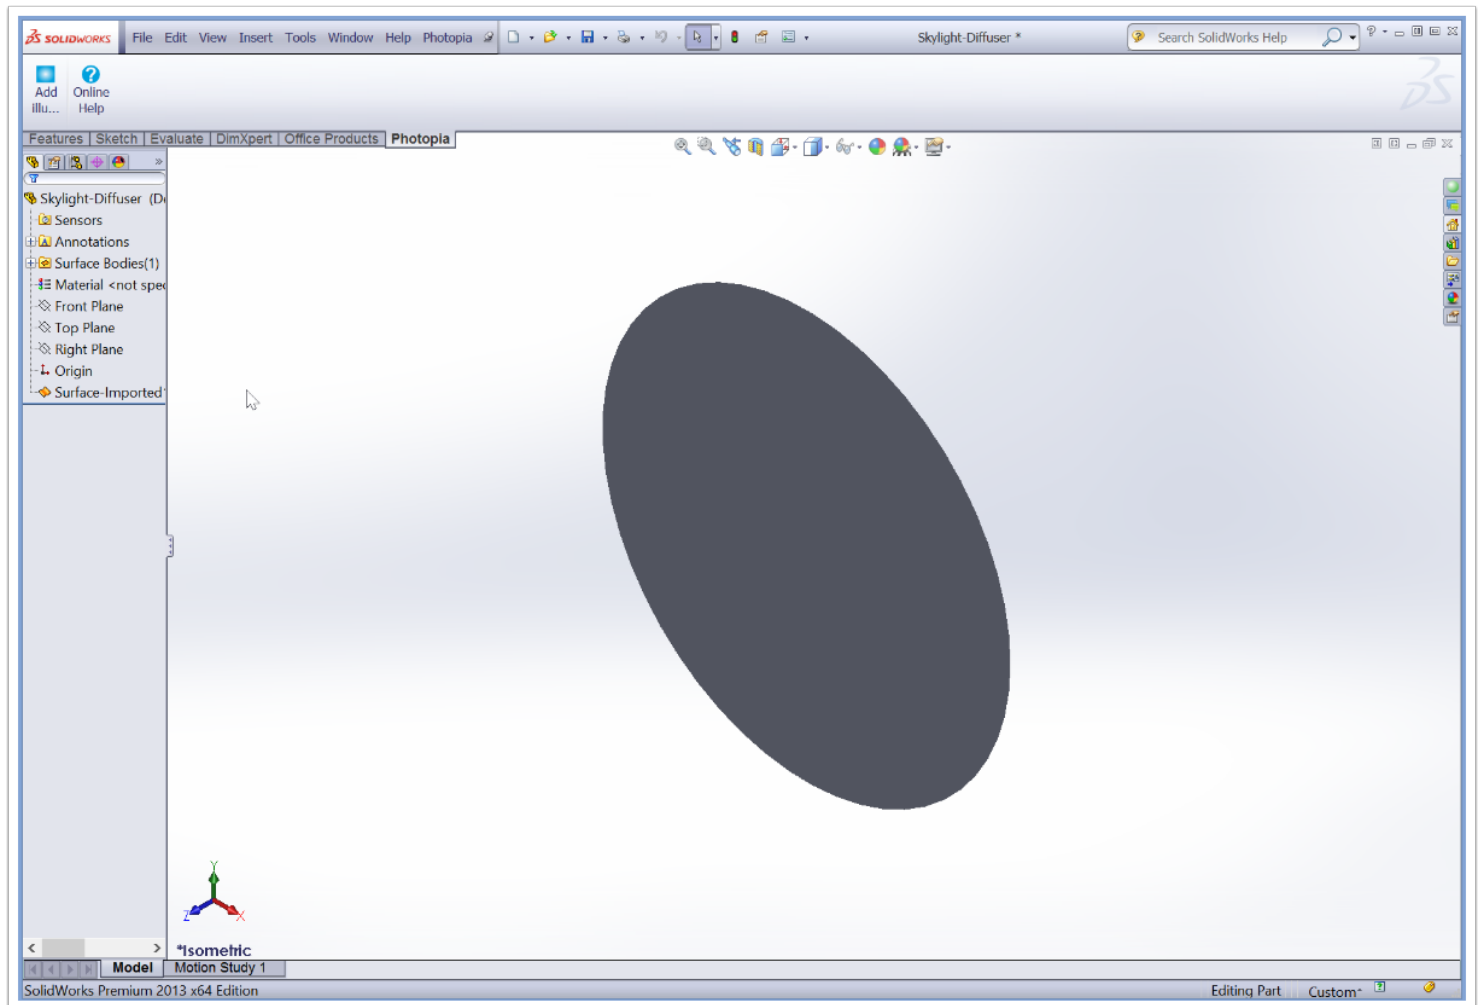 SOLIDWORKS File Edit View Insert Tools Window Help Photopia Skylight-Diffuser * Search SolidWorks Help
Add illu...
Online Help
Features Sketch Evaluate DimXpert Office Products Photopia
Skylight-Diffuser (D
Sensors
Annotations
Surface Bodies(1)
Material <not spe
Front Plane
Top Plane
Right Plane
Origin
Surface-Imported
Y
Z X
*Isometric
Model Motion Study 1
SolidWorks Premium 2013 x64 Edition Editing Part Custom